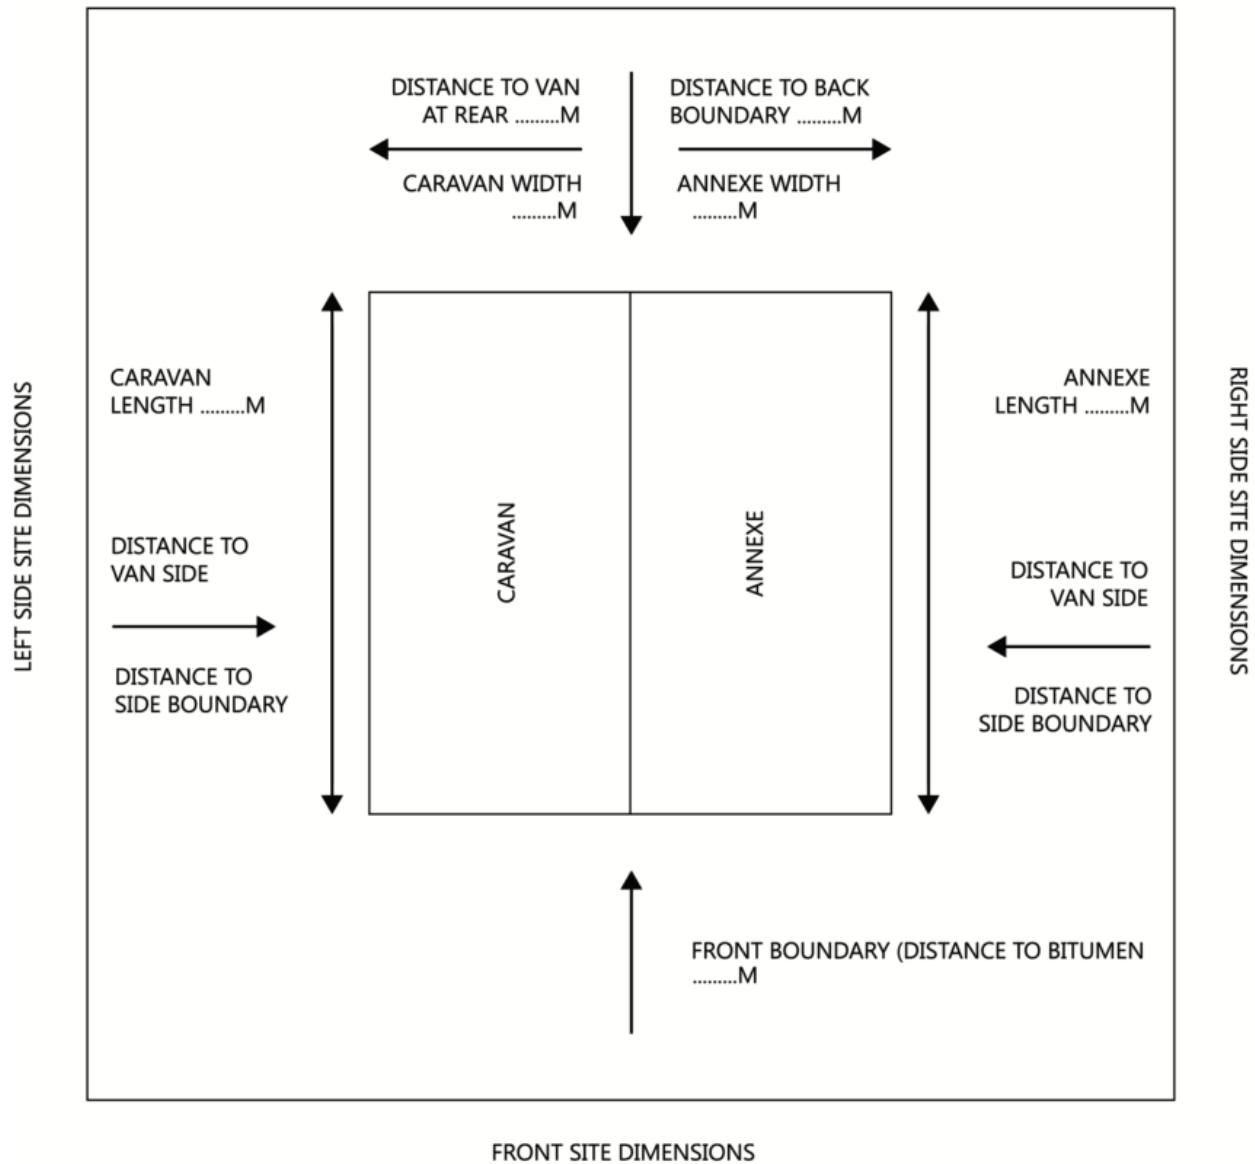 DISTANCE TO VAN
AT REAR .........M
DISTANCE TO BACK
BOUNDARY .........M
CARAVAN WIDTH
.........M
ANNEXE WIDTH
.........M
LEFT SIDE SITE DIMENSIONS
CARAVAN
LENGTH .........M
DISTANCE TO
VAN SIDE
DISTANCE TO
SIDE BOUNDARY
CARAVAN
ANNEXE
ANNEXE
LENGTH .........M
DISTANCE TO
VAN SIDE
DISTANCE TO
SIDE BOUNDARY
RIGHT SIDE SITE DIMENSIONS
FRONT BOUNDARY (DISTANCE TO BITUMEN
.........M
FRONT SITE DIMENSIONS